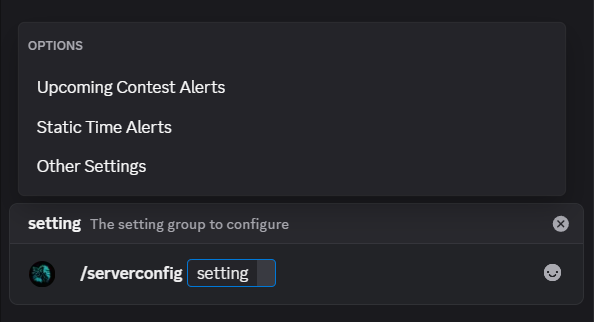 OPTIONS
Upcoming Contest Alerts
Static Time Alerts
Other Settings
setting The setting group to configure
/serverconfig setting